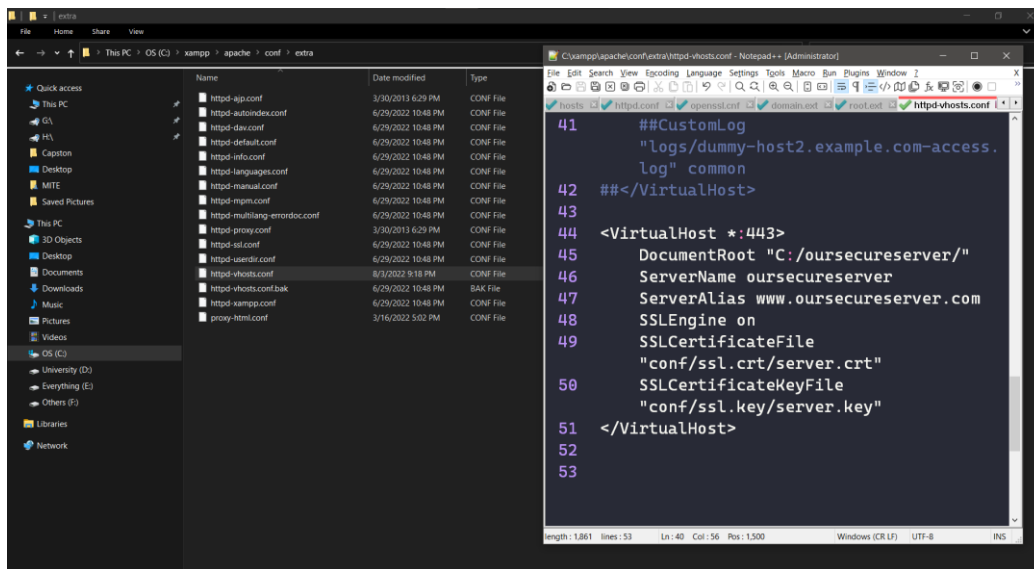 extra
File Home Share View
This PC > OS (C:) > xampp > apache > conf > extra
Quick access
This PC
G:\
H:\
Capston
Desktop
MITE
Saved Pictures
This PC
3D Objects
Desktop
Documents
Downloads
Music
Pictures
Videos
OS (C:)
University (D:)
Everything (E:)
Others (F:)
Libraries
Network
Name Date modified Type
httpd-ajp.conf 3/30/2013 6:29 PM CONF File
httpd-autoindex.conf 6/29/2022 10:48 PM CONF File
httpd-dav.conf 6/29/2022 10:48 PM CONF File
httpd-default.conf 6/29/2022 10:48 PM CONF File
httpd-info.conf 6/29/2022 10:48 PM CONF File
httpd-languages.conf 6/29/2022 10:48 PM CONF File
httpd-manual.conf 6/29/2022 10:48 PM CONF File
httpd-mpm.conf 6/29/2022 10:48 PM CONF File
httpd-multilang-errordoc.conf 6/29/2022 10:48 PM CONF File
httpd-proxy.conf 3/30/2013 6:29 PM CONF File
httpd-ssl.conf 6/29/2022 10:48 PM CONF File
httpd-userdir.conf 6/29/2022 10:48 PM CONF File
httpd-vhosts.conf 8/3/2022 9:18 PM CONF File
httpd-vhosts.conf.bak 6/29/2022 10:48 PM BAK File
httpd-xampp.conf 6/29/2022 10:48 PM CONF File
proxy-html.conf 3/16/2022 5:02 PM CONF File
C:\xampp\apache\conf\extra\httpd-vhosts.conf - Notepad++ [Administrator]
File Edit Search View Encoding Language Settings Tools Macro Run Plugins Window ? X
hosts httpd.conf openssl.cnf domain.ext root.ext httpd-vhosts.conf
41 ##CustomLog
"logs/dummy-host2.example.com-access.
log" common
42 ##</VirtualHost>
43
44 <VirtualHost *:443>
45 DocumentRoot "C:/oursecureserver/"
46 ServerName oursecureserver
47 ServerAlias www.oursecureserver.com
48 SSLEngine on
49 SSLCertificateFile
"conf/ssl.crt/server.crt"
50 SSLCertificateKeyFile
"conf/ssl.key/server.key"
51 </VirtualHost>
52
53
length : 1,861 lines : 53 Ln : 40 Col : 56 Pos : 1,500 Windows (CR LF) UTF-8 INS